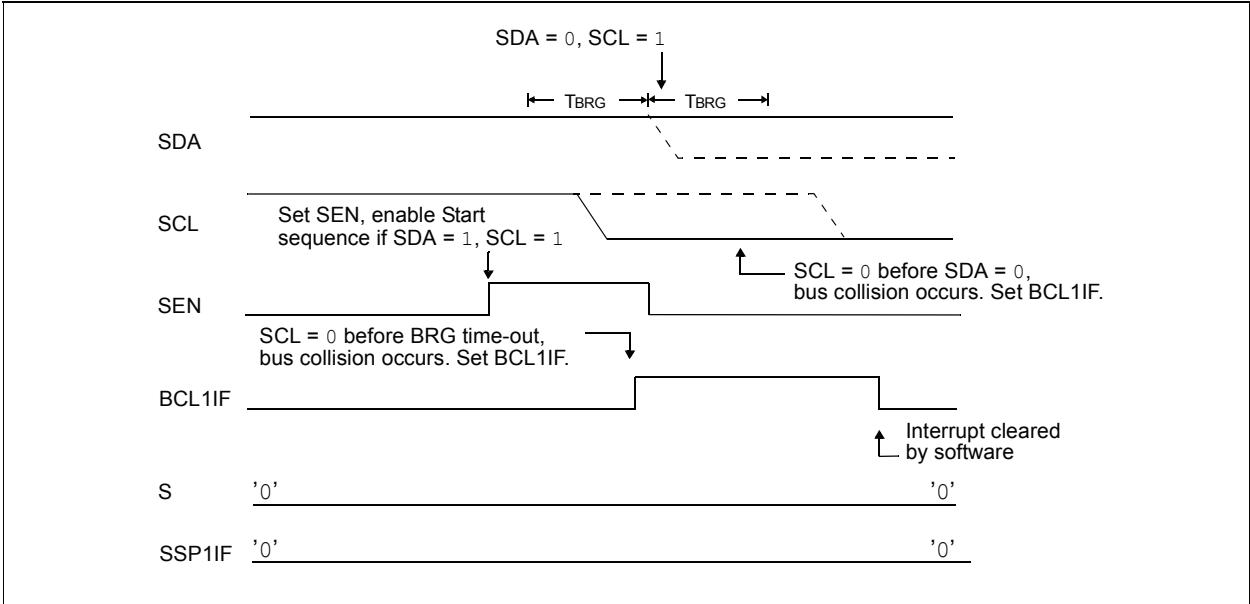 SDA = 0, SCL = 1
TBRG TBRG
SDA
SCL
Set SEN, enable Start
sequence if SDA = 1, SCL = 1
SCL = 0 before SDA = 0,
bus collision occurs. Set BCL1IF.
SEN
SCL = 0 before BRG time-out,
bus collision occurs. Set BCL1IF.
BCL1IF
Interrupt cleared
by software
S '0' '0'
SSP1IF '0' '0'